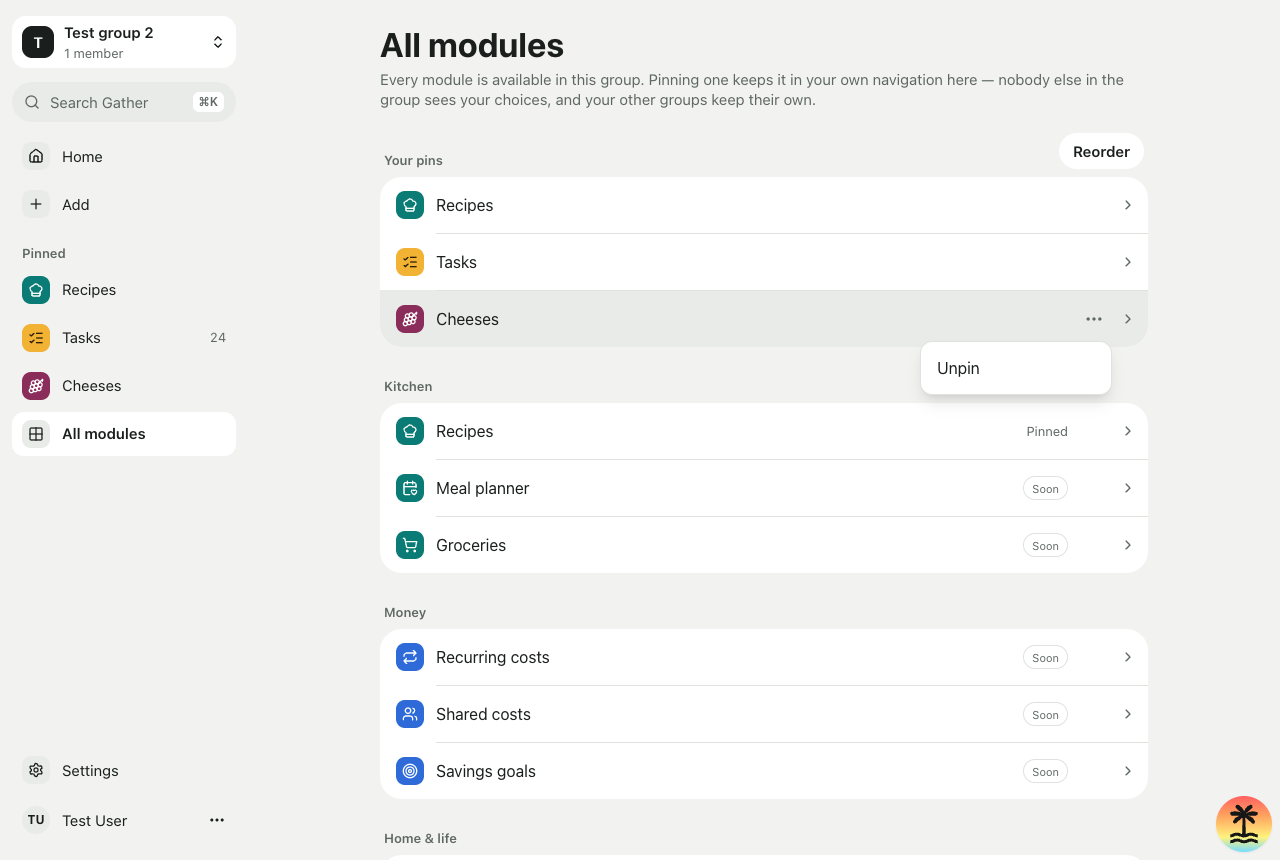 T
Test group 2
1 member
Search Gather
⌘K
Home
Add
Pinned
Recipes
Tasks
24
Cheeses
All modules
Settings
TU
Test User
All modules
Every module is available in this group. Pinning one keeps it in your own navigation here — nobody else in the
group sees your choices, and your other groups keep their own.
Your pins
Reorder
Recipes
Tasks
Cheeses
Unpin
Kitchen
Recipes
Pinned
Meal planner
Soon
Groceries
Soon
Money
Recurring costs
Soon
Shared costs
Soon
Savings goals
Soon
Home & life